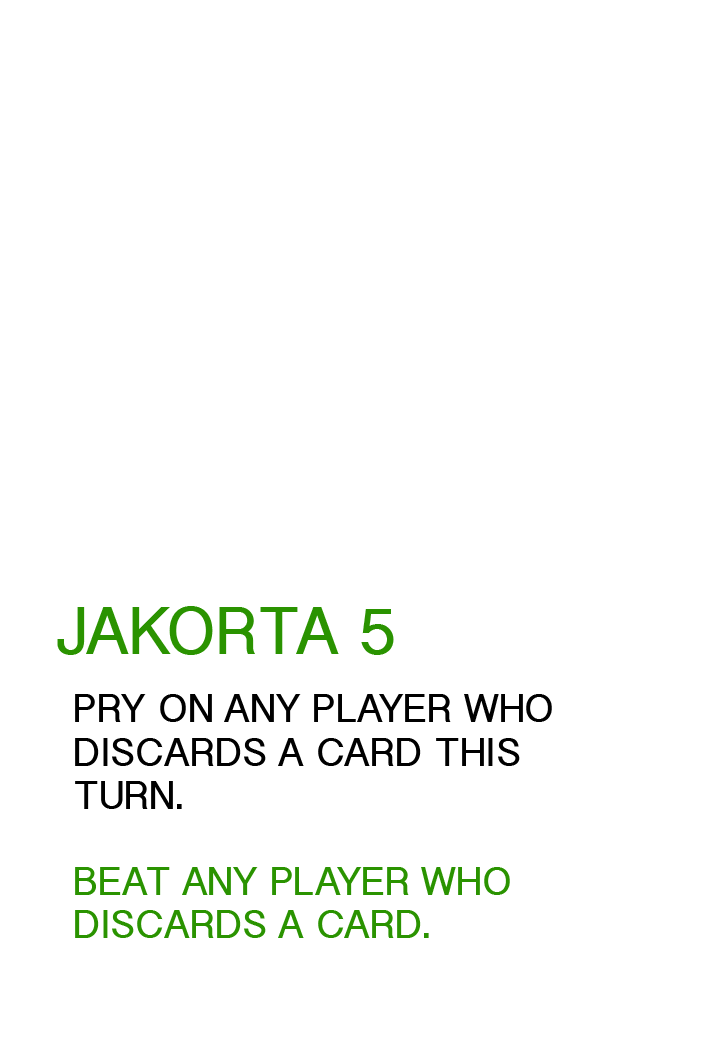 JAKORTA 5
PRY ON ANY PLAYER WHO
DISCARDS A CARD THIS
TURN.
BEAT ANY PLAYER WHO
DISCARDS A CARD.